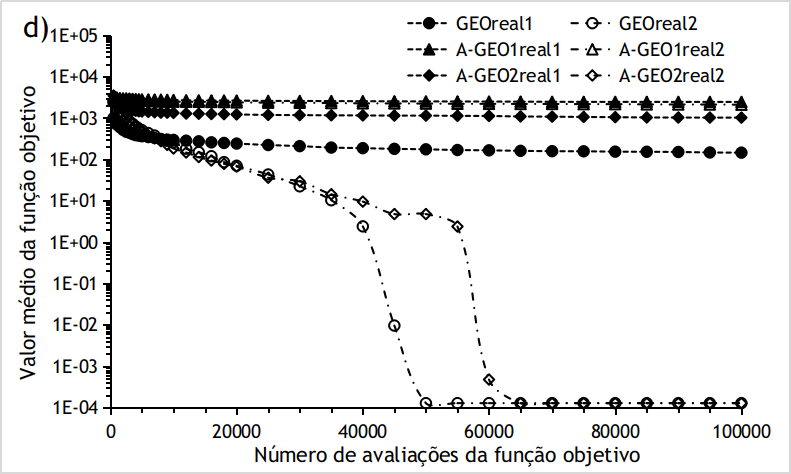 d)
GEOreal1
GEOreal2
A-GEO1real1
A-GEO1real2
A-GEO2real1
A-GEO2real2
Valor médio da função objetivo
1E+05
1E+04
1E+03
1E+02
1E+01
1E+00
1E-01
1E-02
1E-03
1E-04
0 20000 40000 60000 80000 100000
Número de avaliações da função objetivo